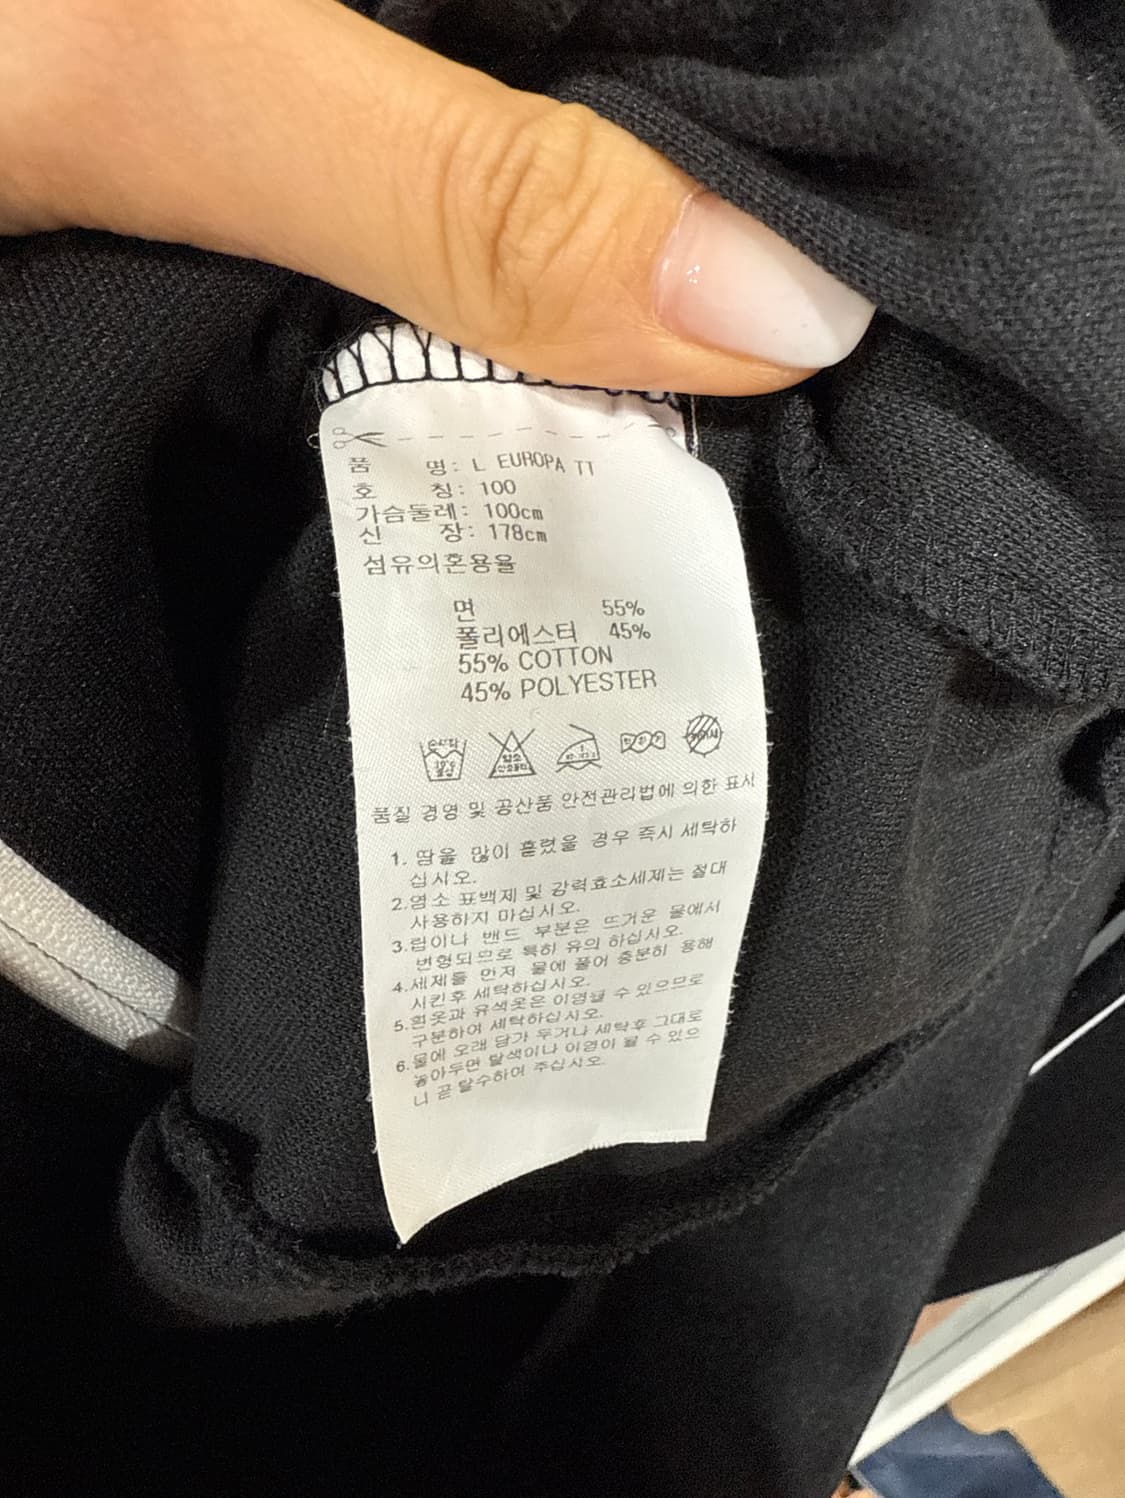 품 명: L EUROPA TT
호 칭: 100
가슴둘레: 100cm
신 장: 178cm
섬유의혼용율
면 55%
폴리에스터 45%
55% COTTON
45% POLYESTER
품질 경영 및 공산품 안전관리법에 의한 표시
1. 땀을 많이 흘렸을 경우 즉시 세탁하
십시오.
2.염소 표백제 및 강력효소세제는 절대
사용하지 마십시오.
3.립이나 밴드 부분은 뜨거운 물에서
변형되므로 특히 유의 하십시오.
4.세제를 먼저 물에 풀어 충분히 용해
시킨후 세탁하십시오.
5.흰옷과 유색옷은 이염될 수 있으므로
구분하여 세탁하십시오.
6.물에 오래 담가 두거나 세탁후 그대로
놓아두면 탈색이나 이염이 될 수 있으
니 곧 탈수하여 주십시오.